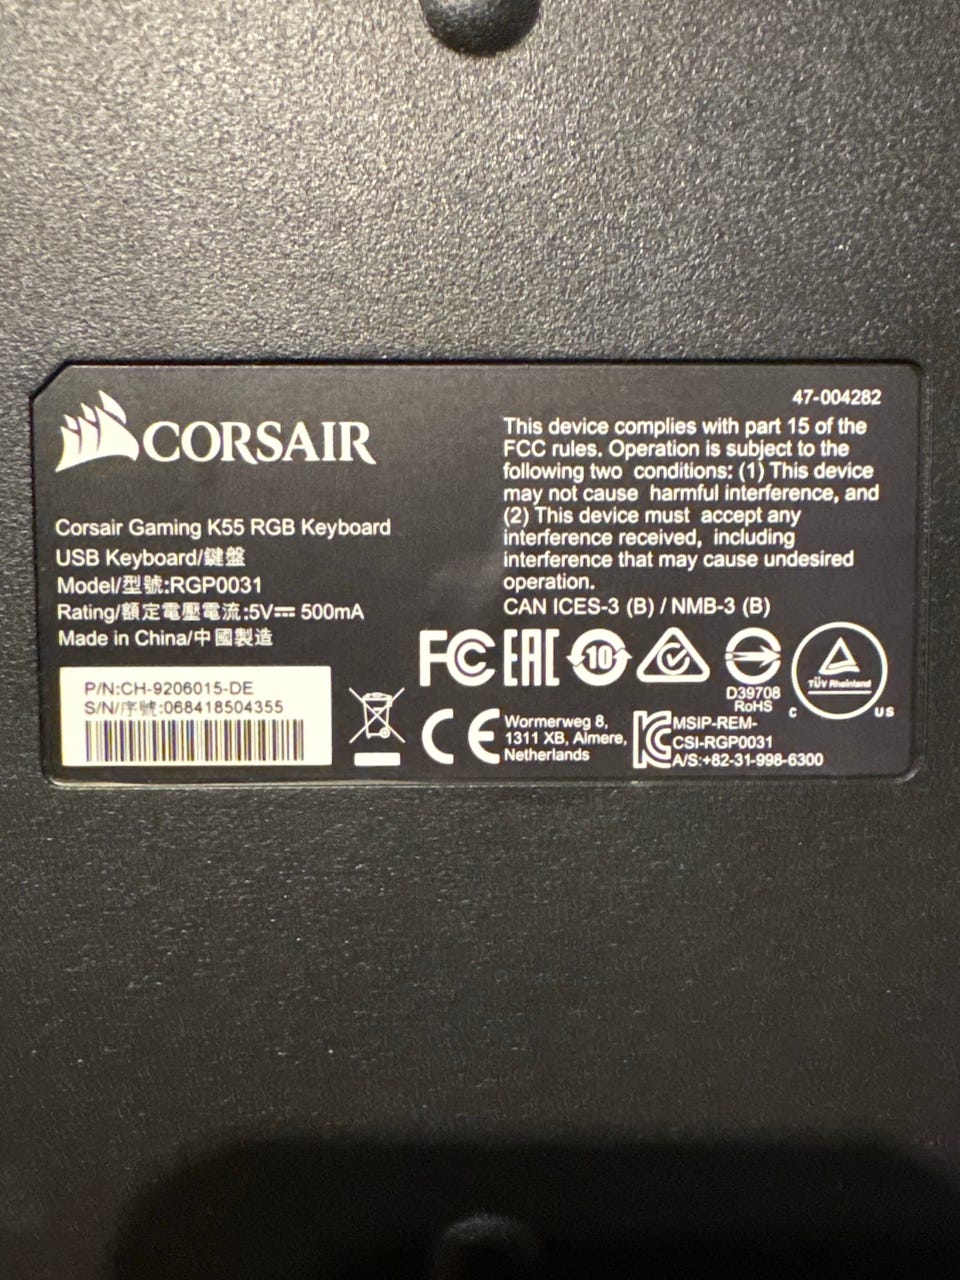 CORSAIR
Corsair Gaming K55 RGB Keyboard
USB Keyboard/鍵盤
Model/型號:RGP0031
Rating/額定電壓電流:5V⎓ 500mA
Made in China/中國製造
P/N:CH-9206015-DE
S/N/序號:068418504355
47-004282
This device complies with part 15 of the
FCC rules. Operation is subject to the
following two conditions: (1) This device
may not cause harmful interference, and
(2) This device must accept any
interference received, including
interference that may cause undesired
operation.
CAN ICES-3 (B) / NMB-3 (B)
FC EAC 10
D39708
RoHS
TÜV Rheinland
C US
CE
Wormerweg 8,
1311 XB, Almere,
Netherlands
KC
MSIP-REM-
CSI-RGP0031
A/S:+82-31-998-6300